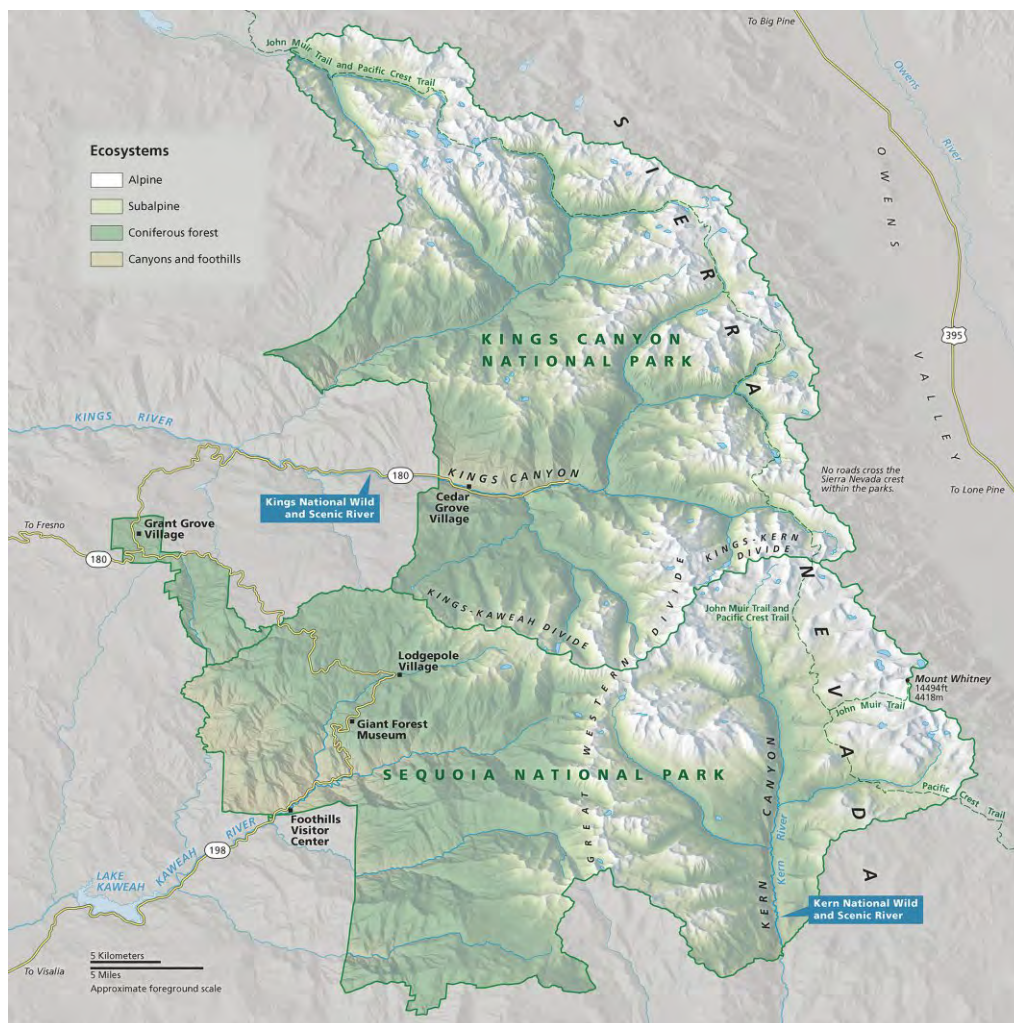 To Big Pine
John Muir Trail and Pacific Crest Trail
Owens
River
SIERRA
OWENS
Ecosystems
Alpine
Subalpine
Coniferous forest
Canyons and foothills
KINGS CANYON
NATIONAL PARK
395
VALLEY
KINGS RIVER
No roads cross the
Sierra Nevada crest
within the parks.
To Lone Pine
180
KINGS CANYON
Kings National Wild
and Scenic River
Cedar
Grove
Village
To Fresno
Grant Grove
Village
180
KINGS-KERN
DIVIDE
NEVADA
KINGS-KAWEAH DIVIDE
GREAT WESTERN DIVIDE
John Muir Trail and
Pacific Crest Trail
Lodgepole
Village
Mount Whitney
14494ft
4418m
John Muir Trail
Giant Forest
Museum
SEQUOIA NATIONAL PARK
KERN CANYON
Pacific Crest Trail
Foothills
Visitor
Center
198
KAWEAH RIVER
LAKE
KAWEAH
Kern River
Kern National Wild
and Scenic River
5 Kilometers
5 Miles
Approximate foreground scale
To Visalia